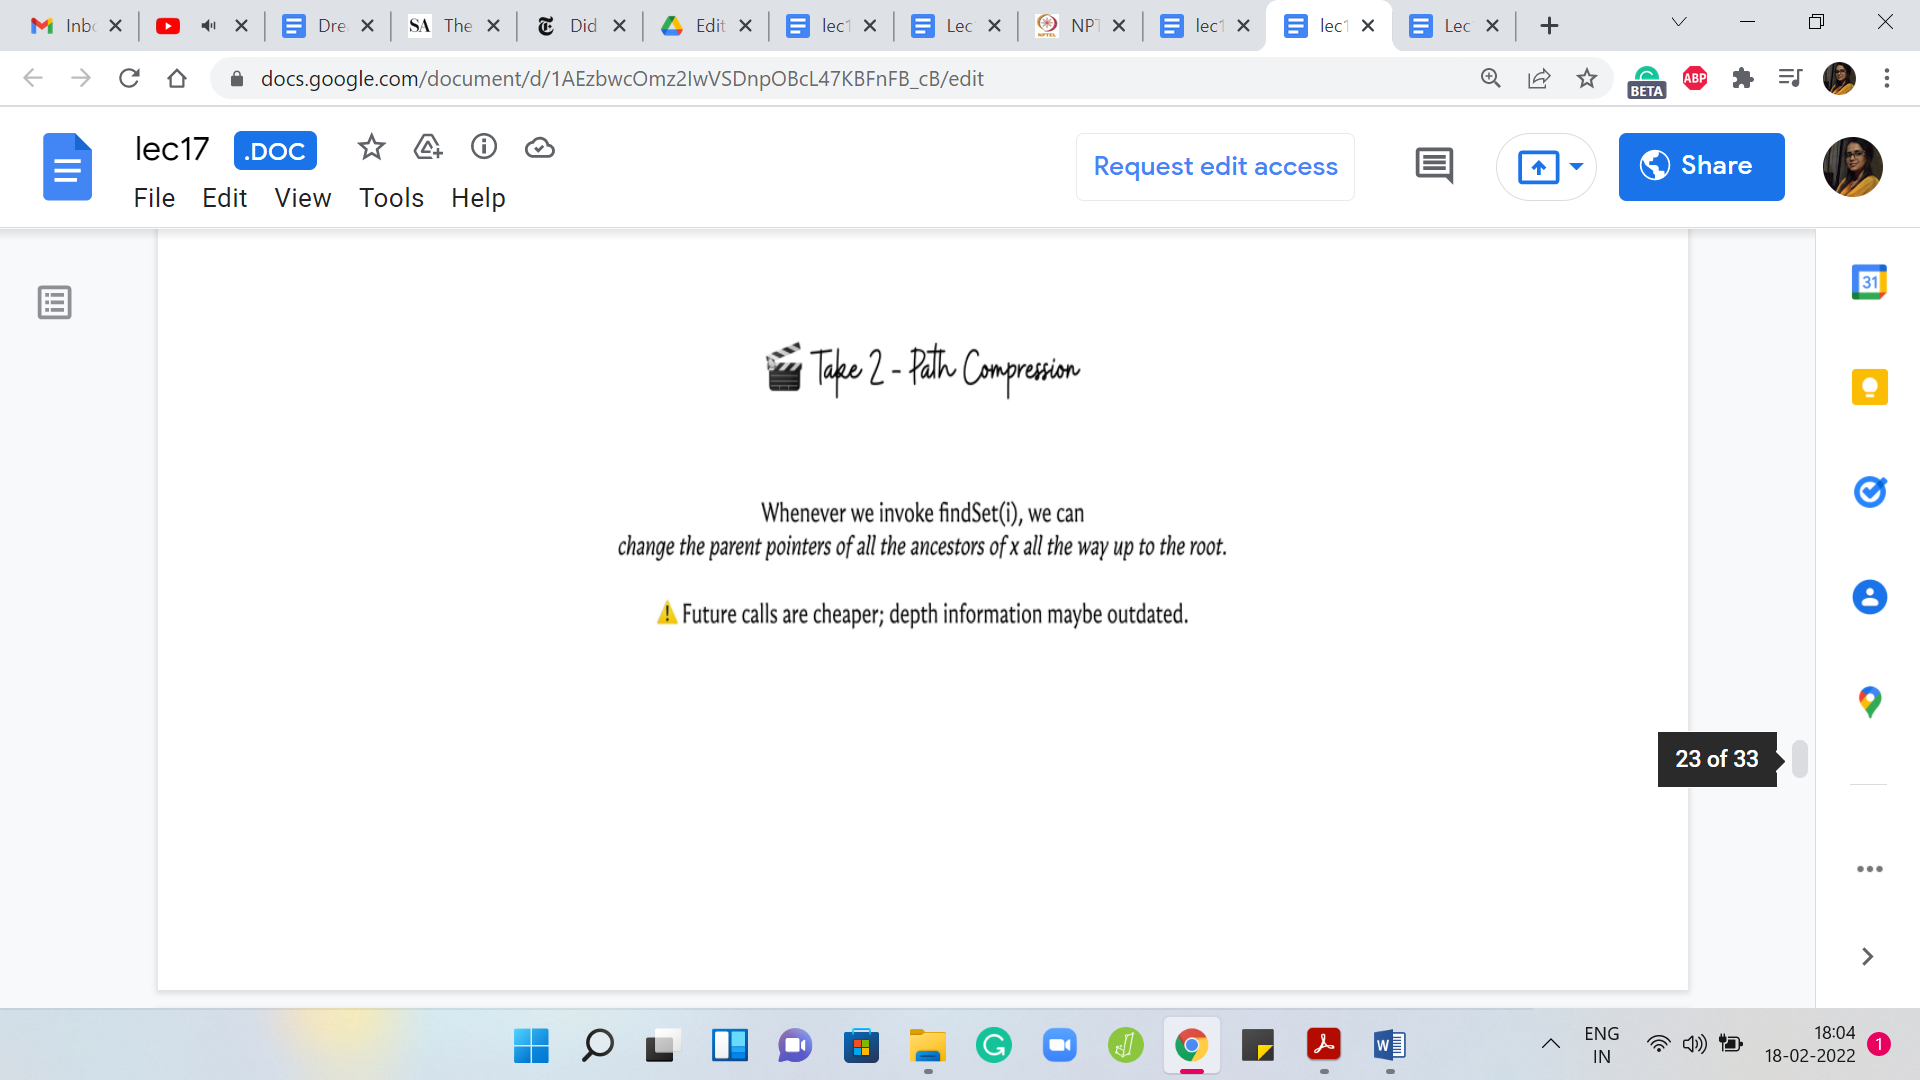 Inbc
Dre
SA The
Did
Edit
lec1
Lec
NPT
lec1
lec1
Lec
docs.google.com/document/d/1AEzbwcOmz2IwVSDnpOBcL47KBFnFB_cB/edit
BETA
ABP
lec17 .DOC
Request edit access
Share
File Edit View Tools Help
31
Take 2 - Path Compression
Whenever we invoke findSet(i), we can
change the parent pointers of all the ancestors of x all the way up to the root.
⚠ Future calls are cheaper; depth information maybe outdated.
23 of 33
ENG
IN
18:04
18-02-2022
1